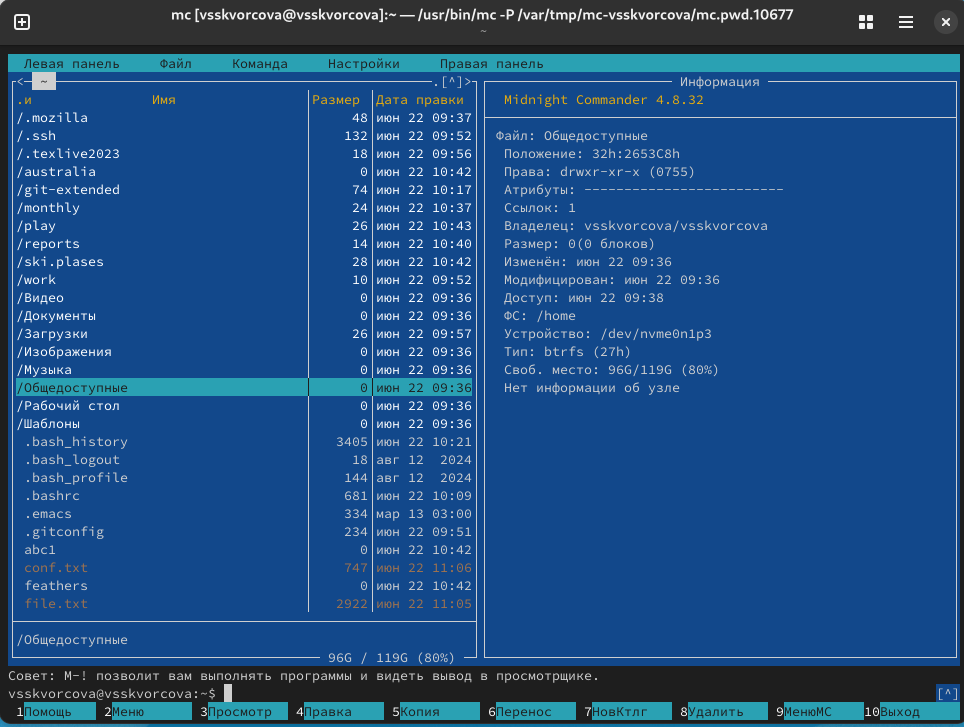 mc [vsskvorcova@vsskvorcova]:~ — /usr/bin/mc -P /var/tmp/mc-vsskvorcova/mc.pwd.10677
~
Левая панель Файл Команда Настройки Правая панель
<─ ~ .[^]>
.и Имя Размер Дата правки
/.mozilla 48 июн 22 09:37
/.ssh 132 июн 22 09:52
/.texlive2023 18 июн 22 09:56
/australia 0 июн 22 10:42
/git-extended 74 июн 22 10:17
/monthly 24 июн 22 10:37
/play 26 июн 22 10:43
/reports 14 июн 22 10:40
/ski.plases 28 июн 22 10:42
/work 10 июн 22 09:52
/Видео 0 июн 22 09:36
/Документы 0 июн 22 09:36
/Загрузки 26 июн 22 09:57
/Изображения 0 июн 22 09:36
/Музыка 0 июн 22 09:36
/Общедоступные 0 июн 22 09:36
/Рабочий стол 0 июн 22 09:36
/Шаблоны 0 июн 22 09:36
.bash_history 3405 июн 22 10:21
.bash_logout 18 авг 12 2024
.bash_profile 144 авг 12 2024
.bashrc 681 июн 22 10:09
.emacs 334 мар 13 03:00
.gitconfig 234 июн 22 09:51
abc1 0 июн 22 10:42
conf.txt 747 июн 22 11:06
feathers 0 июн 22 10:42
file.txt 2922 июн 22 11:05
/Общедоступные
96G / 119G (80%)
Информация
Midnight Commander 4.8.32
Файл: Общедоступные
Положение: 32h:2653C8h
Права: drwxr-xr-x (0755)
Атрибуты: -------------------------
Ссылок: 1
Владелец: vsskvorcova/vsskvorcova
Размер: 0(0 блоков)
Изменён: июн 22 09:36
Модифицирован: июн 22 09:36
Доступ: июн 22 09:38
ФС: /home
Устройство: /dev/nvme0n1p3
Тип: btrfs (27h)
Своб. место: 96G/119G (80%)
Нет информации об узле
Совет: M-! позволит вам выполнять программы и видеть вывод в просмотрщике.
vsskvorcova@vsskvorcova:~$ [^]
1Помощь 2Меню 3Просмотр 4Правка 5Копия 6Перенос 7НовКтлг 8Удалить 9МенюМС 10Выход